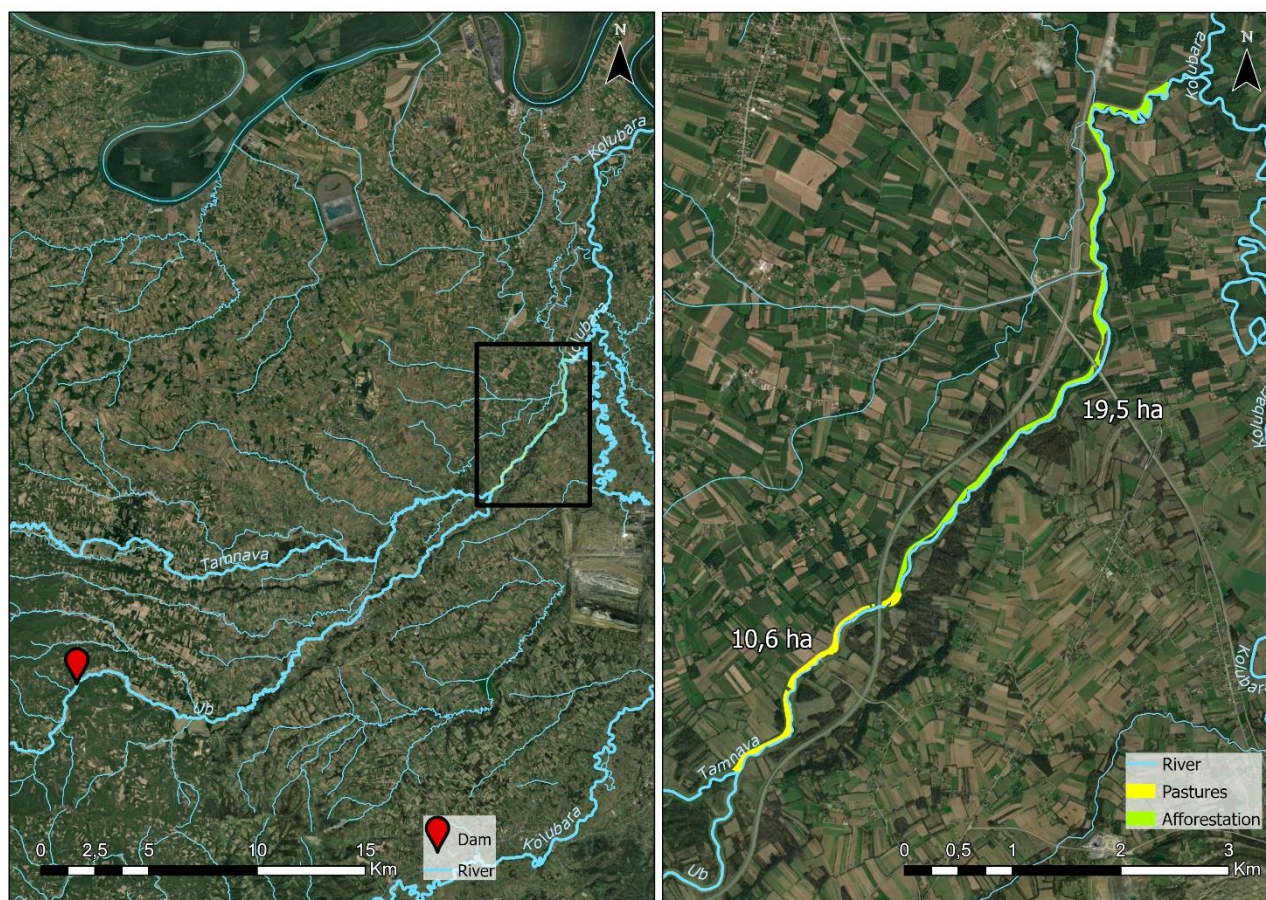 N
Kolubara
Kolubara
Tamnava
Ub
Kolubara
Dam
River
0 2,5 5 10 15
Km
N
Kolubara
19,5 ha
Kolubara
10,6 ha
Kolubara
Tamnava
River
Pastures
Afforestation
Ub
0 0,5 1 2 3
Km